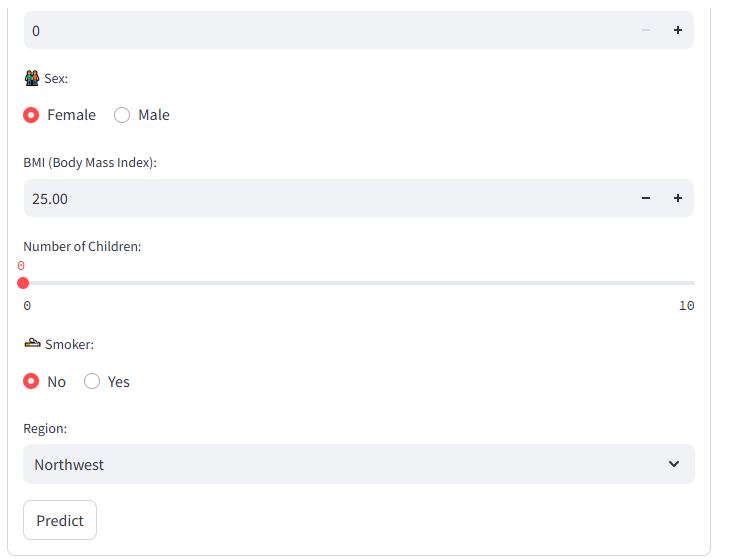 0
Sex:
Female Male
BMI (Body Mass Index):
25.00
Number of Children:
0
0 10
Smoker:
No Yes
Region:
Northwest
Predict